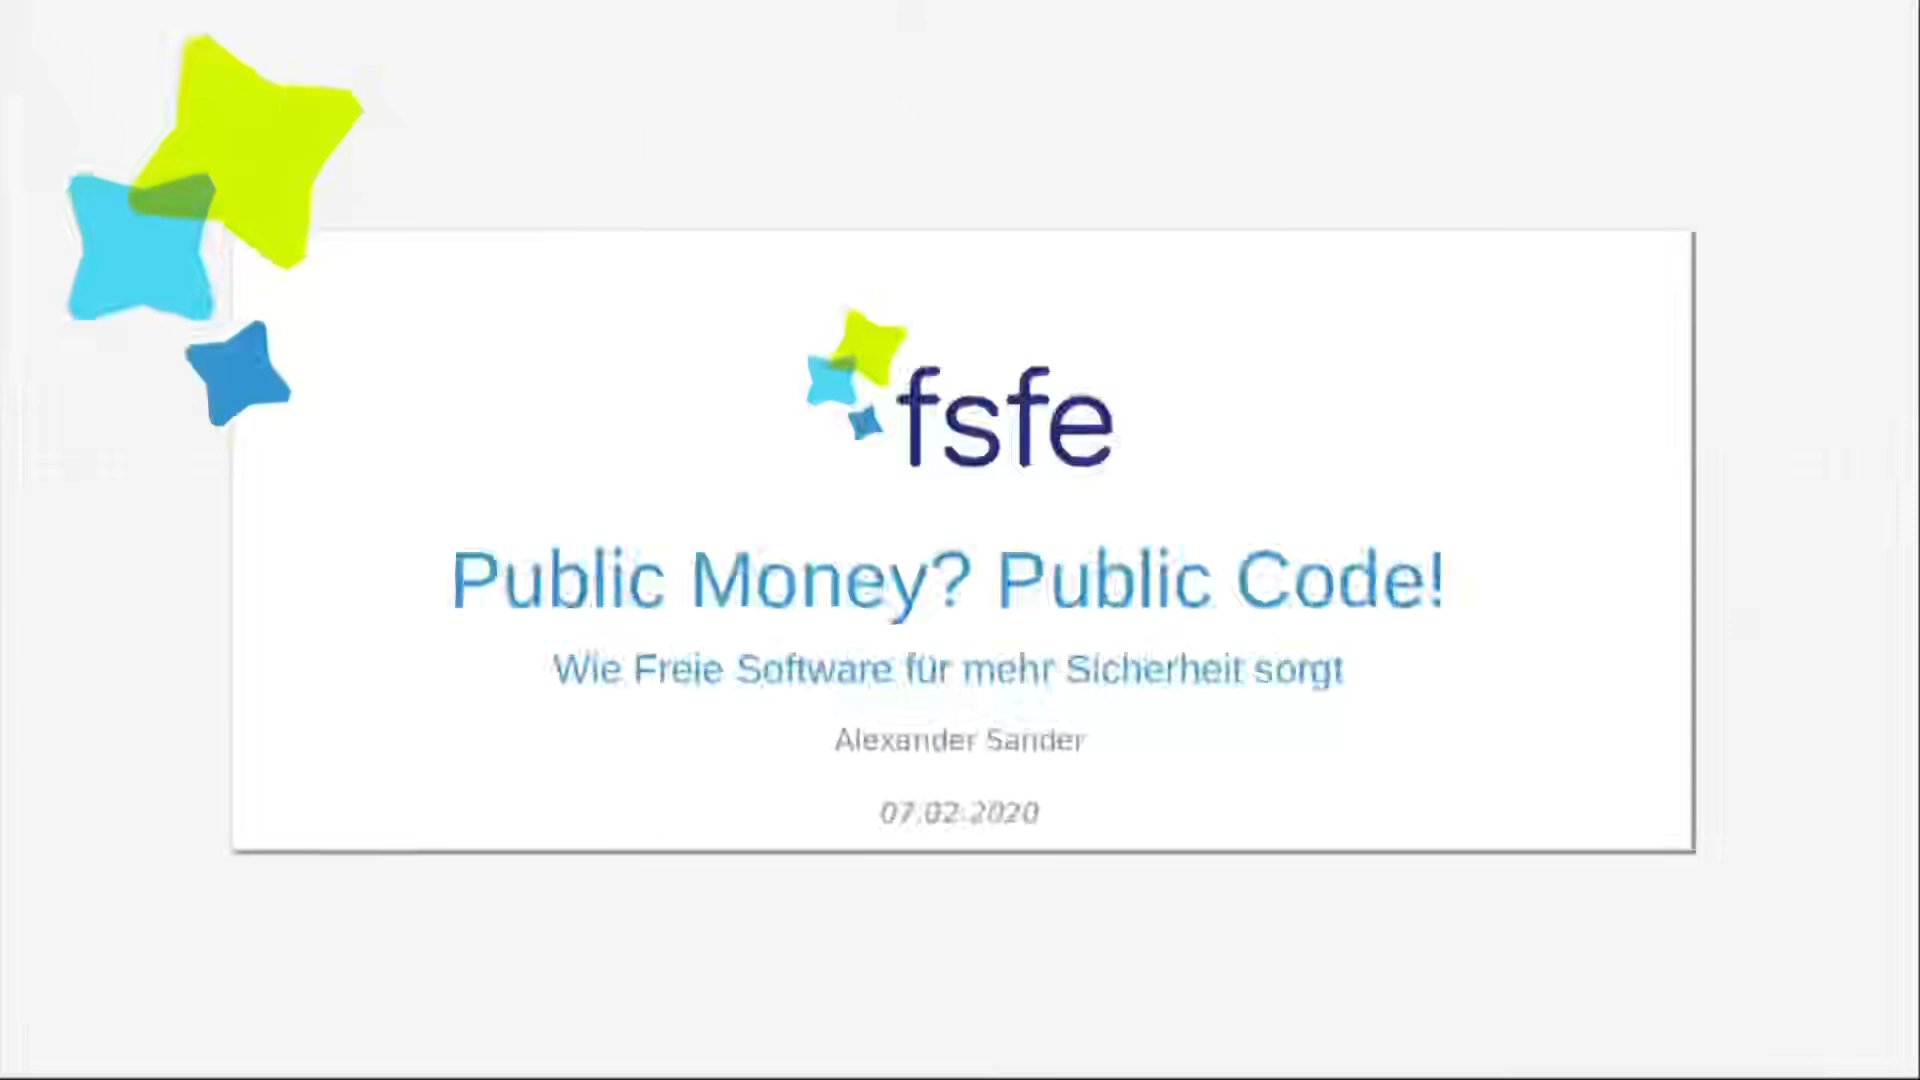 fsfe
Public Money? Public Code!
Wie Freie Software für mehr Sicherheit sorgt
Alexander Sander
07.02.2020